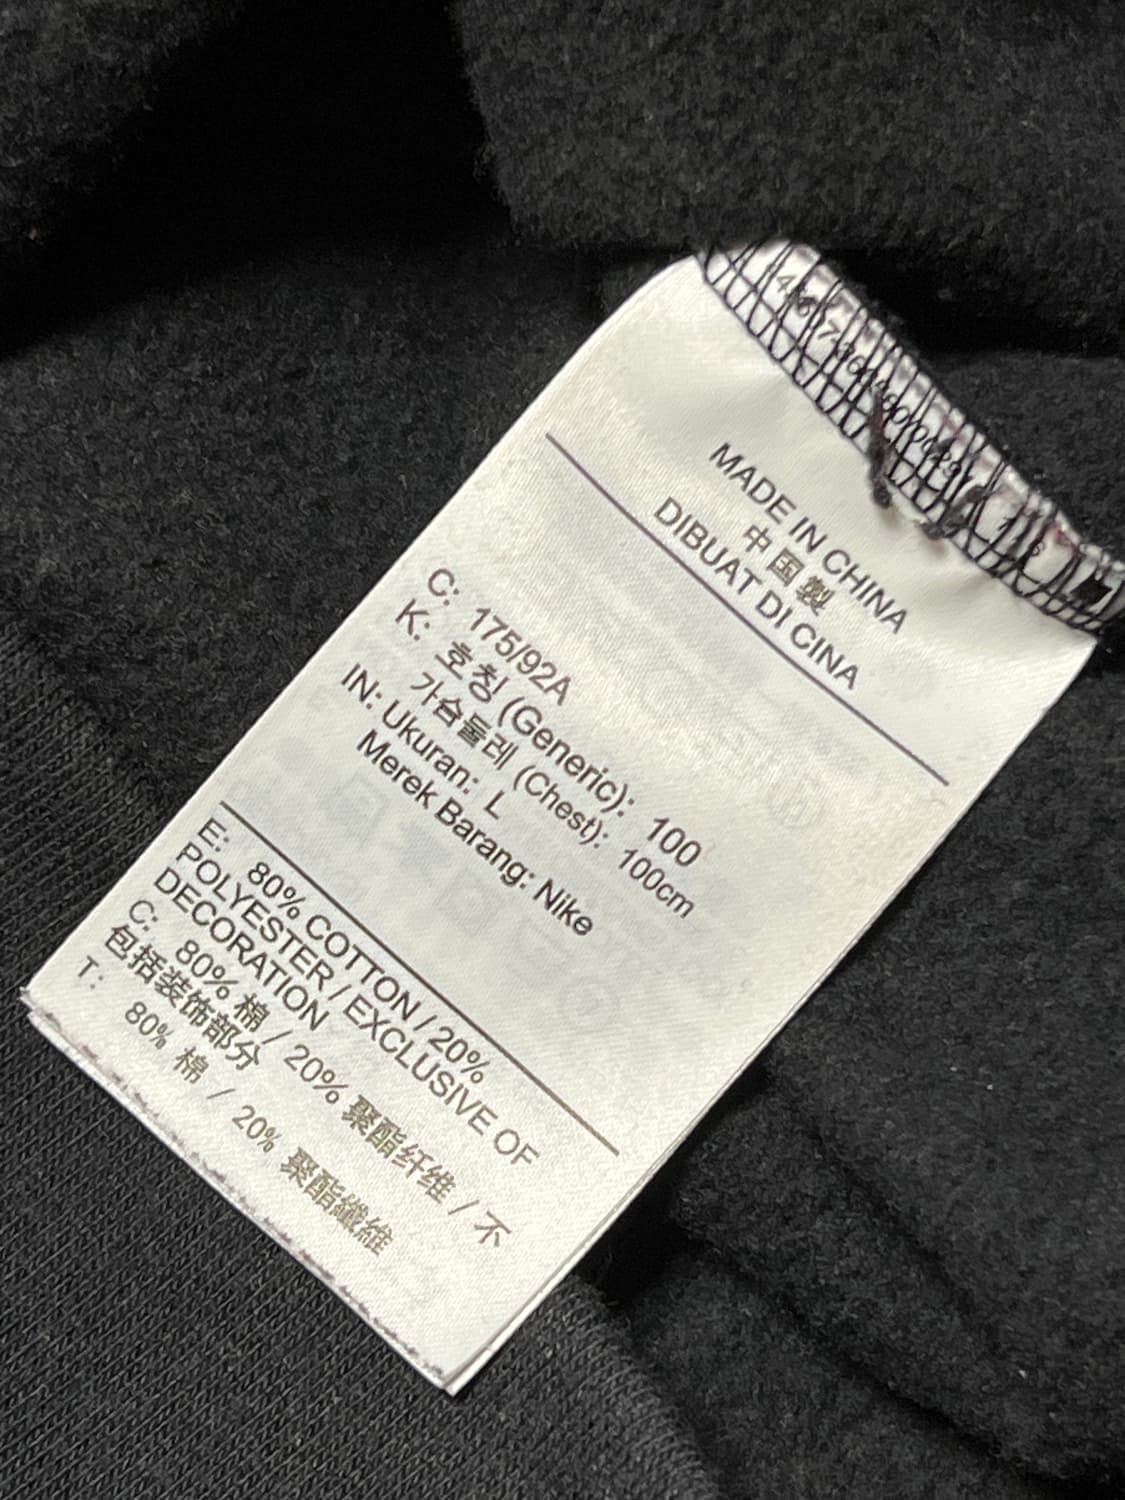 MADE IN CHINA
中国製
DIBUAT DI CINA
C: 175/92A
K: 호칭 (Generic): 100
가슴둘레 (Chest): 100cm
IN: Ukuran: L
Merek Barang: Nike
E: 80% COTTON / 20%
POLYESTER / EXCLUSIVE OF
DECORATION
C: 80% 棉 / 20% 聚酯纤维 / 不
包括装饰部分
T: 80% 棉 / 20% 聚酯纖維